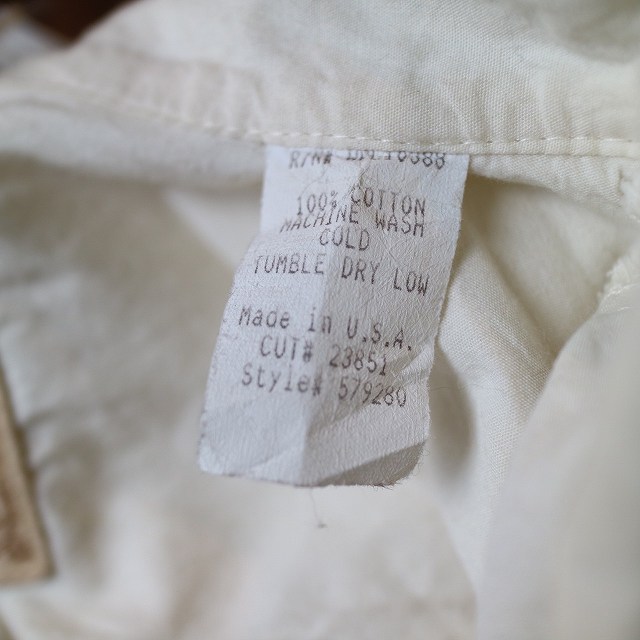 R/N#
100% COTTON
MACHINE WASH
COLD
TUMBLE DRY LOW
Made in U.S.A.
CUT# 23851
Style# 579280